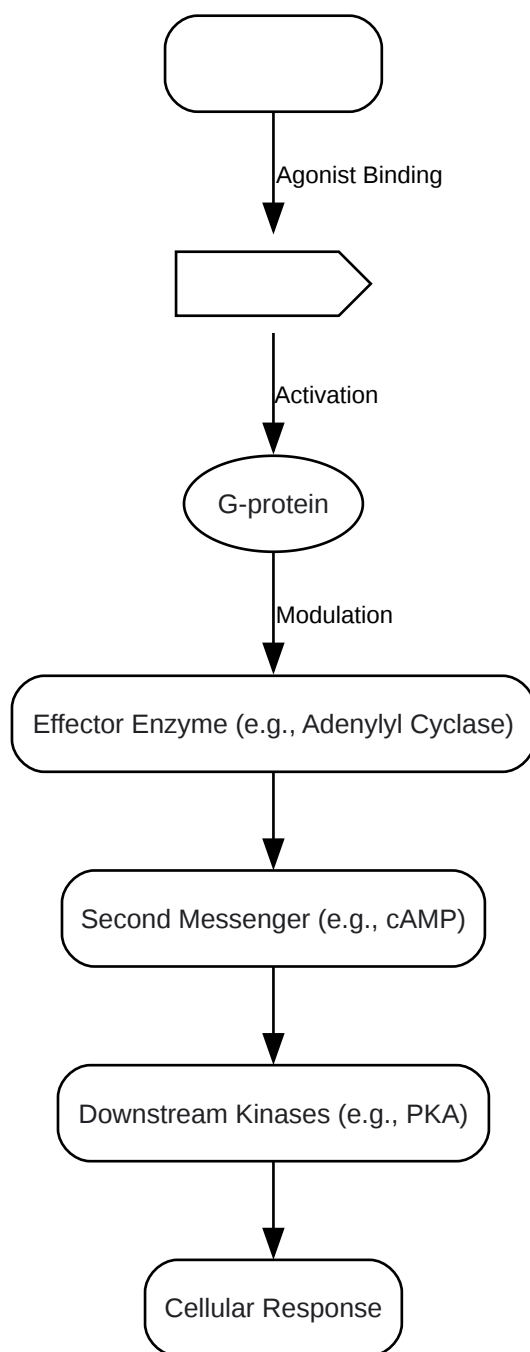 Agonist Binding
Activation
G-protein
Modulation
Effector Enzyme (e.g., Adenylyl Cyclase)
Second Messenger (e.g., cAMP)
Downstream Kinases (e.g., PKA)
Cellular Response